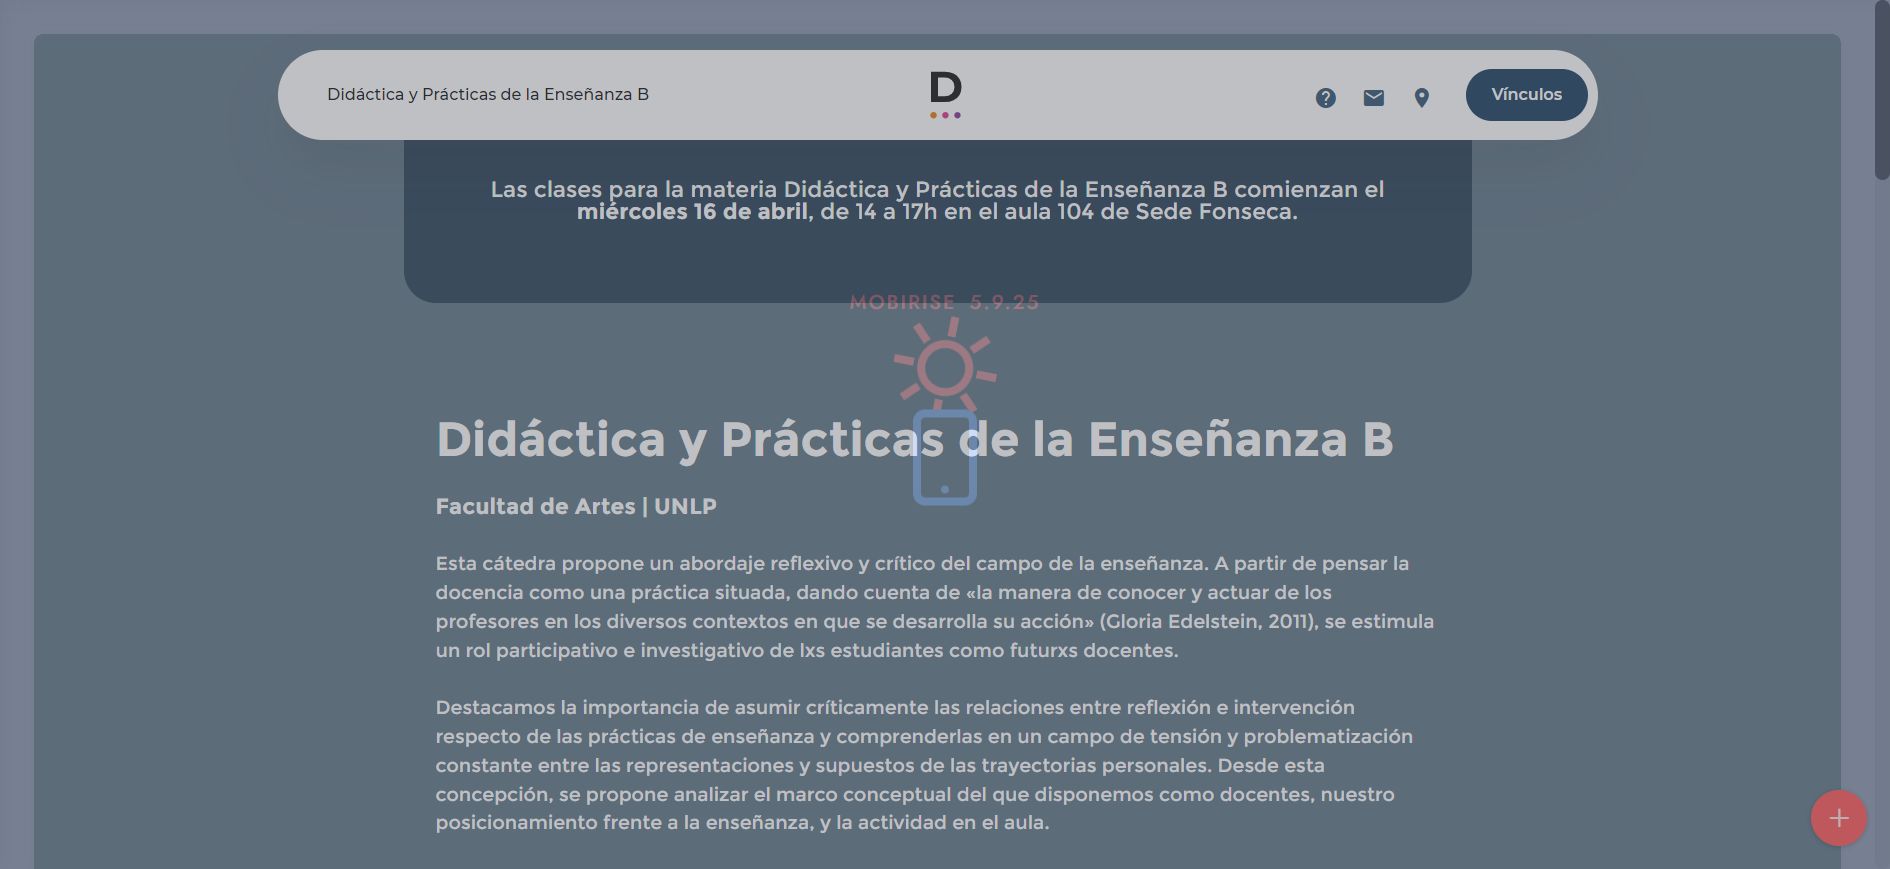 Didáctica y Prácticas de la Enseñanza B
D
Vínculos
Las clases para la materia Didáctica y Prácticas de la Enseñanza B comienzan el
miércoles 16 de abril, de 14 a 17h en el aula 104 de Sede Fonseca.
MOBIRISE 5.9.25
Didáctica y Prácticas de la Enseñanza B
Facultad de Artes | UNLP
Esta cátedra propone un abordaje reflexivo y crítico del campo de la enseñanza. A partir de pensar la
docencia como una práctica situada, dando cuenta de «la manera de conocer y actuar de los
profesores en los diversos contextos en que se desarrolla su acción» (Gloria Edelstein, 2011), se estimula
un rol participativo e investigativo de lxs estudiantes como futurxs docentes.
Destacamos la importancia de asumir críticamente las relaciones entre reflexión e intervención
respecto de las prácticas de enseñanza y comprenderlas en un campo de tensión y problematización
constante entre las representaciones y supuestos de las trayectorias personales. Desde esta
concepción, se propone analizar el marco conceptual del que disponemos como docentes, nuestro
posicionamiento frente a la enseñanza, y la actividad en el aula.